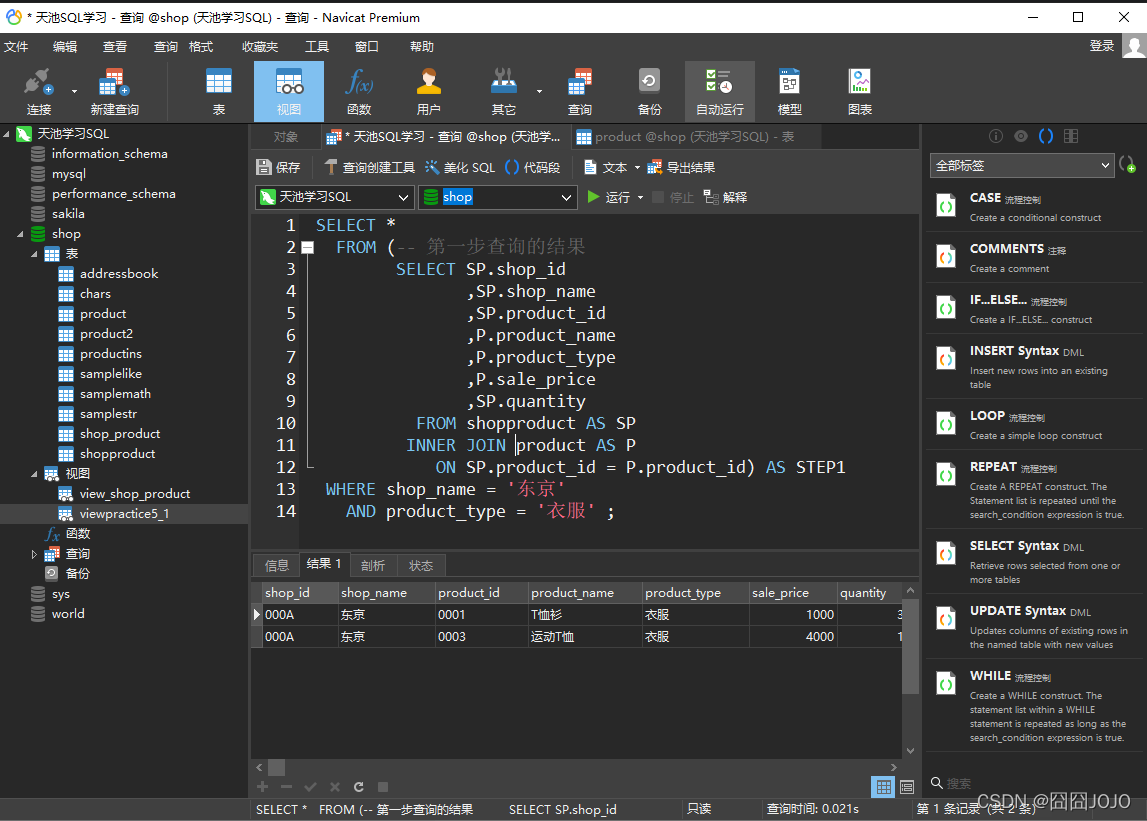 * 天池SQL学习 - 查询 @shop (天池学习SQL) - 查询 - Navicat Premium
文件 编辑 查看 查询 格式 收藏夹 工具 窗口 帮助 登录
连接 新建查询 表 视图 函数 用户 其它 查询 备份 自动运行 模型 图表
天池学习SQL
information_schema
mysql
performance_schema
sakila
shop
表
addressbook
chars
product
product2
productins
samplelike
samplemath
samplestr
shop_product
shopproduct
视图
view_shop_product
viewpractice5_1
函数
查询
备份
sys
world
对象 * 天池SQL学习 - 查询 @shop (天池学... product @shop (天池学习SQL) - 表
保存 查询创建工具 美化 SQL 代码段 文本 导出结果
天池学习SQL shop 运行 停止 解释
1 SELECT *
2 FROM (-- 第一步查询的结果
3 SELECT SP.shop_id
4 ,SP.shop_name
5 ,SP.product_id
6 ,P.product_name
7 ,P.product_type
8 ,P.sale_price
9 ,SP.quantity
10 FROM shopproduct AS SP
11 INNER JOIN product AS P
12 ON SP.product_id = P.product_id) AS STEP1
13 WHERE shop_name = '东京'
14 AND product_type = '衣服' ;
信息 结果 1 剖析 状态
shop_id shop_name product_id product_name product_type sale_price quantity
000A 东京 0001 T恤衫 衣服 1000 3
000A 东京 0003 运动T恤 衣服 4000 1
SELECT * FROM (-- 第一步查询的结果 SELECT SP.shop_id 只读 查询时间: 0.021s 第 1 条记录 (共 2 条)
全部标签
CASE 流程控制
Create a conditional construct
COMMENTS 注释
Create a comment
IF...ELSE... 流程控制
Create a IF...ELSE... construct
INSERT Syntax DML
Insert new rows into an existing
table
LOOP 流程控制
Create a simple loop construct
REPEAT 流程控制
Create A REPEAT construct. The
Statement list is repeated until the
search_condition expression is true.
SELECT Syntax DML
Retrieve rows selected from one or
more tables
UPDATE Syntax DML
Updates columns of existing rows in
the named table with new values
WHILE 流程控制
Create a WHILE construct. The
statement list within a WHILE
statement is repeated as long as the
search_condition expression is true.
搜索
CSDN @囧囧JOJO